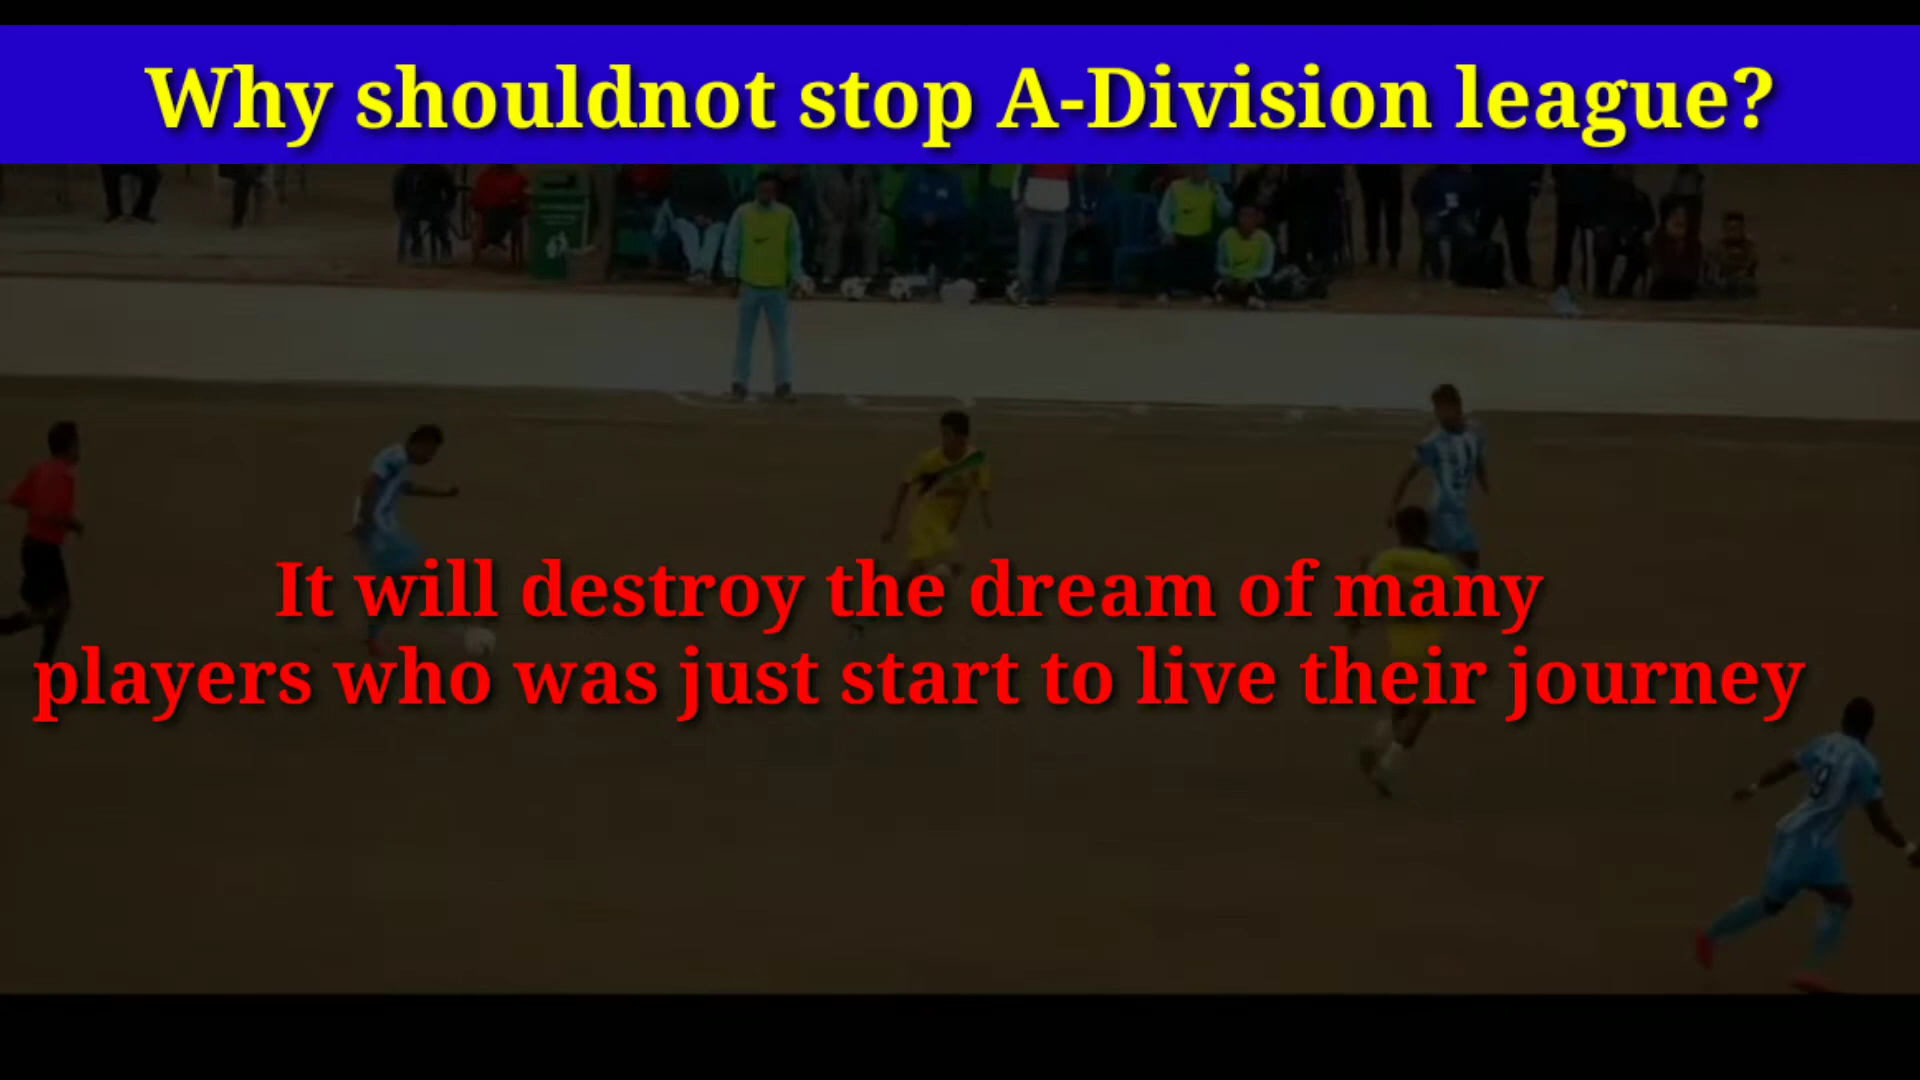 Why shouldnot stop A-Division league?
It will destroy the dream of many
players who was just start to live their journey